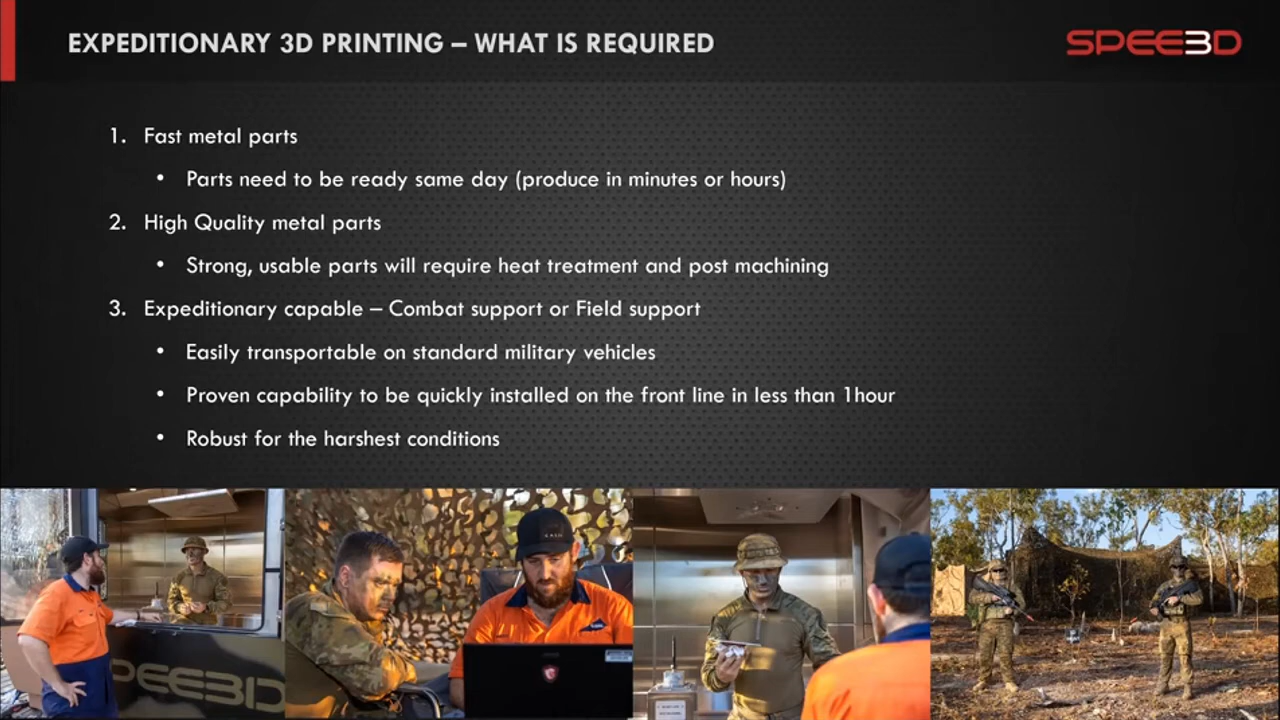 EXPEDITIONARY 3D PRINTING – WHAT IS REQUIRED
SPEE3D
1. Fast metal parts
• Parts need to be ready same day (produce in minutes or hours)
2. High Quality metal parts
• Strong, usable parts will require heat treatment and post machining
3. Expeditionary capable – Combat support or Field support
• Easily transportable on standard military vehicles
• Proven capability to be quickly installed on the front line in less than 1hour
• Robust for the harshest conditions
SPEE3D